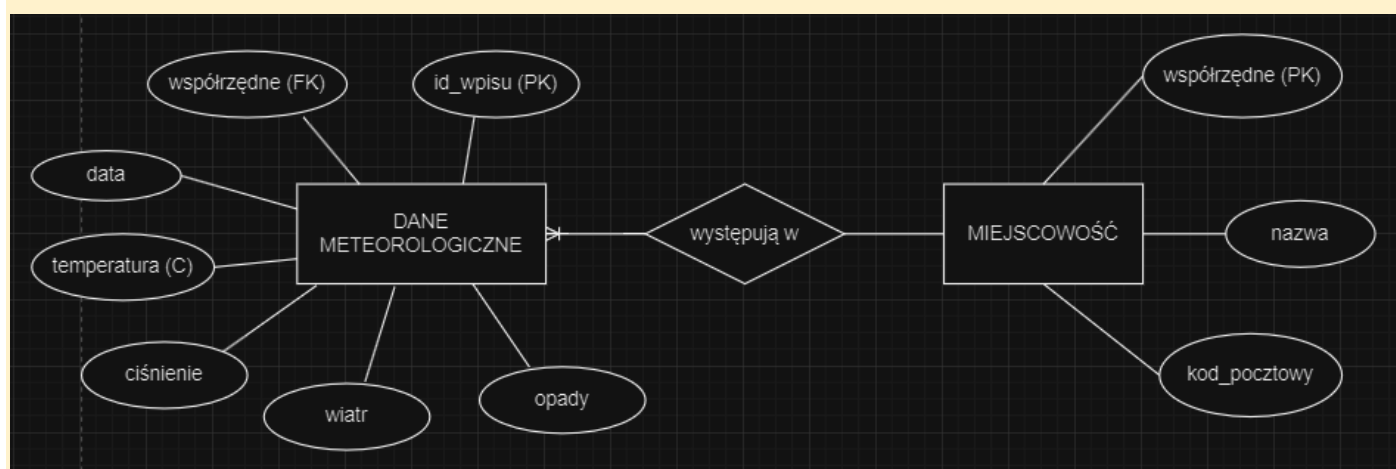 współrzędne (FK)
id_wpisu (PK)
współrzędne (PK)
data
DANE
METEOROLOGICZNE
występują w
MIEJSCOWOŚĆ
nazwa
temperatura (C)
ciśnienie
wiatr
opady
kod_pocztowy